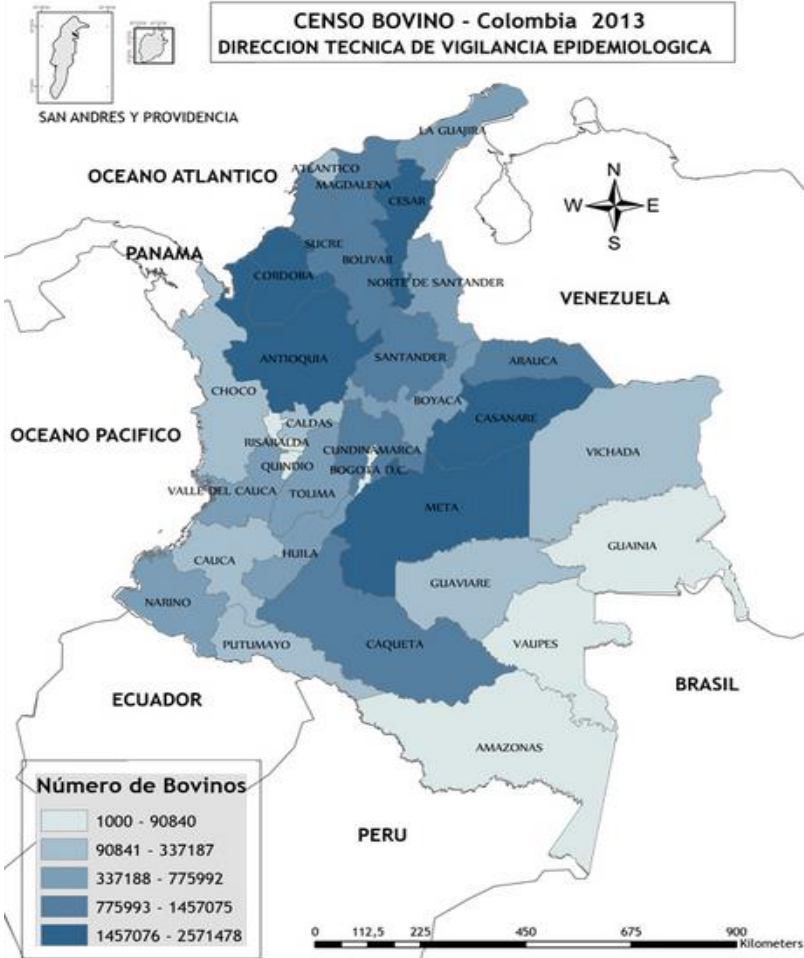 CENSO BOVINO - Colombia 2013
DIRECCION TECNICA DE VIGILANCIA EPIDEMIOLOGICA
SAN ANDRES Y PROVIDENCIA
LA GUAJIRA
OCEANO ATLANTICO
ATLANTICO
MAGDALENA
CESAR
N
W E
S
PANAMA
SUCRE
BOLIVAR
CORDOBA
NORTE DE SANTANDER
VENEZUELA
ANTIOQUIA
SANTANDER
ARAUCA
CHOCO
BOYACA
CASANARE
OCEANO PACIFICO
CALDAS
RISARALDA
CUNDINAMARCA
VICHADA
QUINDIO
BOGOTA D.C.
VALLE DEL CAUCA
TOLIMA
META
GUAINIA
CAUCA
HUILA
GUAVIARE
NARINO
PUTUMAYO
CAQUETA
VAUPES
ECUADOR
BRASIL
AMAZONAS
PERU
Número de Bovinos
1000 - 90840
90841 - 337187
337188 - 775992
775993 - 1457075
1457076 - 2571478
0 112,5 225 450 675 900
Kilometers